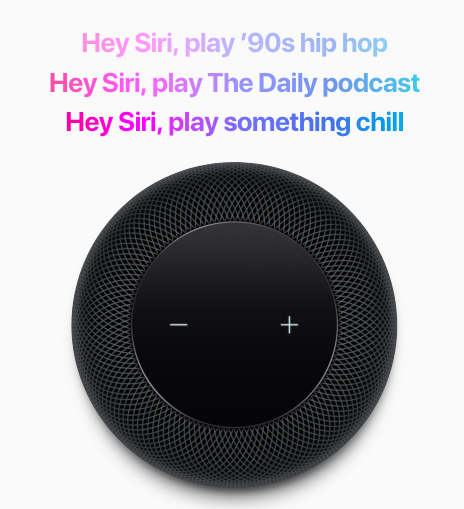 Hey Siri, play ’90s hip hop
Hey Siri, play The Daily podcast
Hey Siri, play something chill
− +